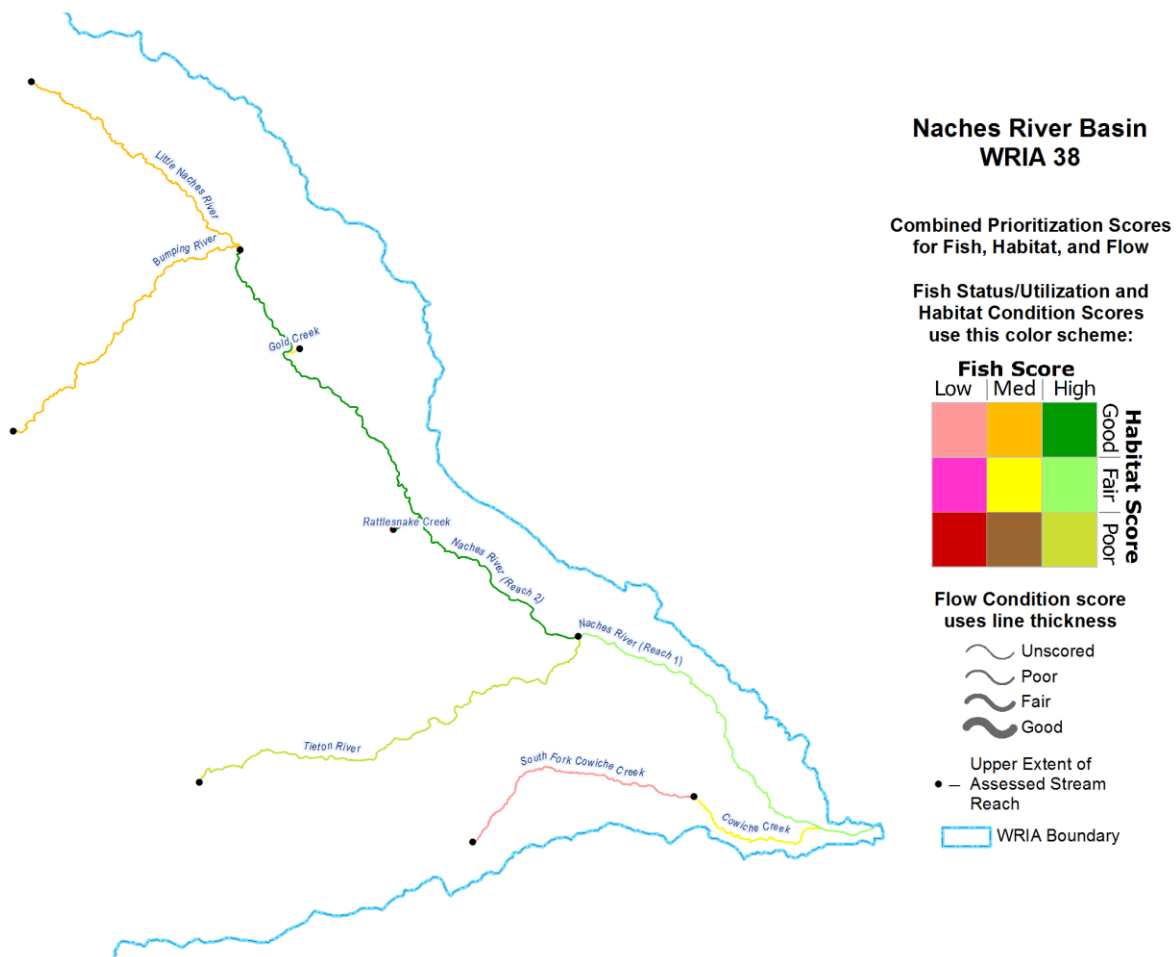 Naches River Basin
WRIA 38
Combined Prioritization Scores
for Fish, Habitat, and Flow
Fish Status/Utilization and
Habitat Condition Scores
use this color scheme:
Fish Score
Low | Med | High
Good | Fair | Poor
Habitat Score
Flow Condition score
uses line thickness
Unscored
Poor
Fair
Good
Upper Extent of
Assessed Stream
Reach
WRIA Boundary
Little Naches River
Bumping River
Gold Creek
Rattlesnake Creek
Naches River (Reach 2)
Naches River (Reach 1)
Tieton River
South Fork Cowiche Creek
Cowiche Creek